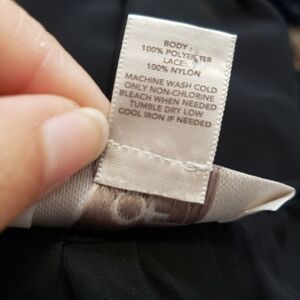 BODY:
100% POLYESTER
LACE:
100% NYLON
MACHINE WASH COLD
ONLY NON-CHLORINE
BLEACH WHEN NEEDED
TUMBLE DRY LOW
COOL IRON IF NEEDED